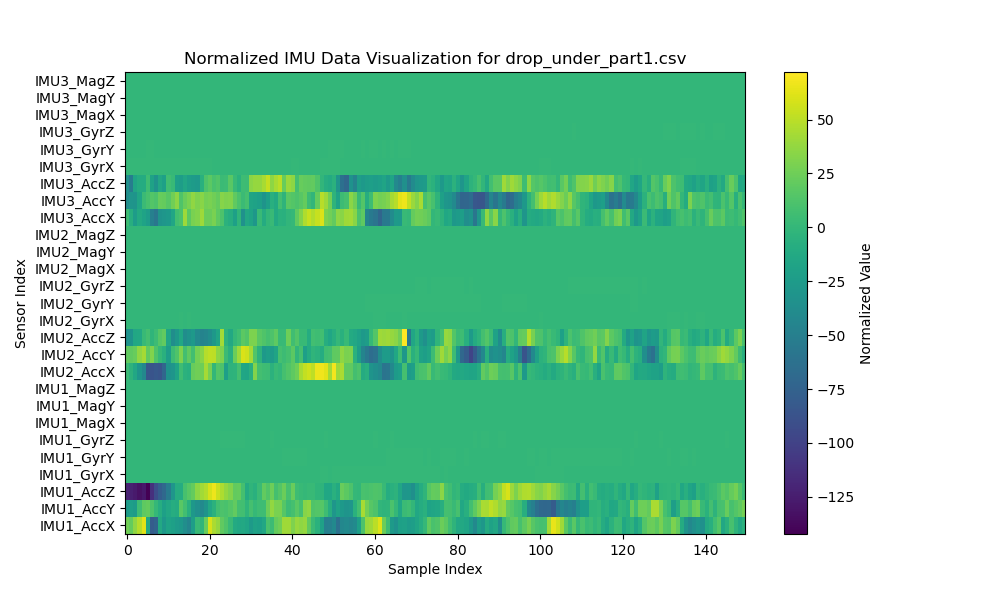 Normalized IMU Data Visualization for drop_under_part1.csv
Sensor Index
IMU3_MagZ
IMU3_MagY
IMU3_MagX
IMU3_GyrZ
IMU3_GyrY
IMU3_GyrX
IMU3_AccZ
IMU3_AccY
IMU3_AccX
IMU2_MagZ
IMU2_MagY
IMU2_MagX
IMU2_GyrZ
IMU2_GyrY
IMU2_GyrX
IMU2_AccZ
IMU2_AccY
IMU2_AccX
IMU1_MagZ
IMU1_MagY
IMU1_MagX
IMU1_GyrZ
IMU1_GyrY
IMU1_GyrX
IMU1_AccZ
IMU1_AccY
IMU1_AccX
0 20 40 60 80 100 120 140
Sample Index
50
25
0
−25
−50
−75
−100
−125
Normalized Value